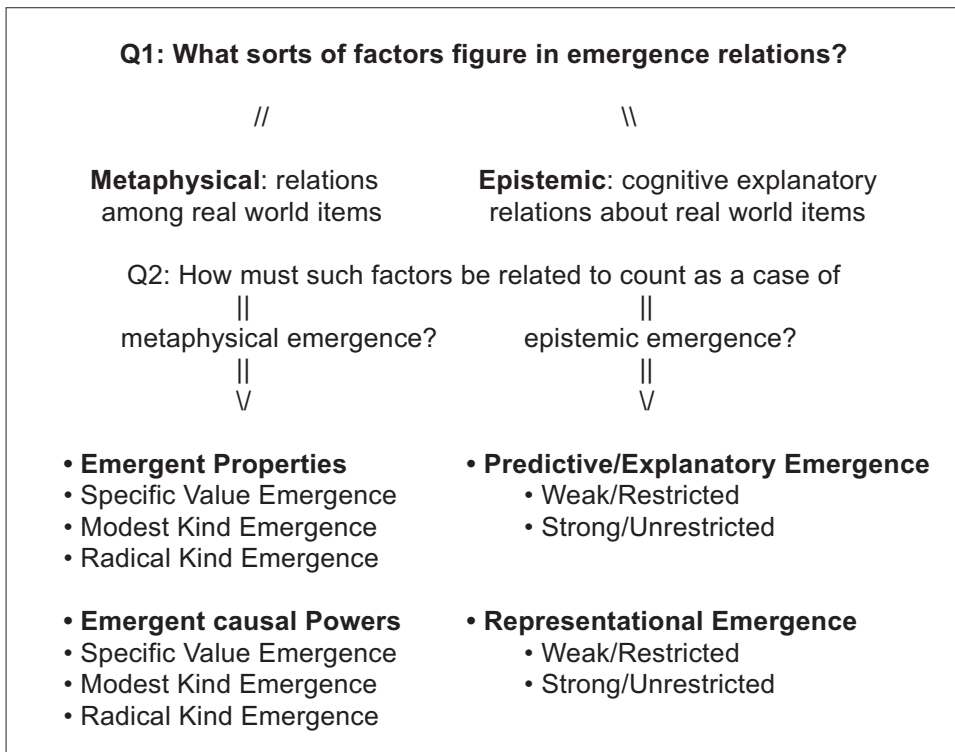 Q1: What sorts of factors figure in emergence relations?
// \\
Metaphysical: relations
among real world items
Epistemic: cognitive explanatory
relations about real world items
Q2: How must such factors be related to count as a case of
|| ||
metaphysical emergence? epistemic emergence?
|| ||
\/ \/
• Emergent Properties
• Specific Value Emergence
• Modest Kind Emergence
• Radical Kind Emergence
• Predictive/Explanatory Emergence
• Weak/Restricted
• Strong/Unrestricted
• Emergent causal Powers
• Specific Value Emergence
• Modest Kind Emergence
• Radical Kind Emergence
• Representational Emergence
• Weak/Restricted
• Strong/Unrestricted